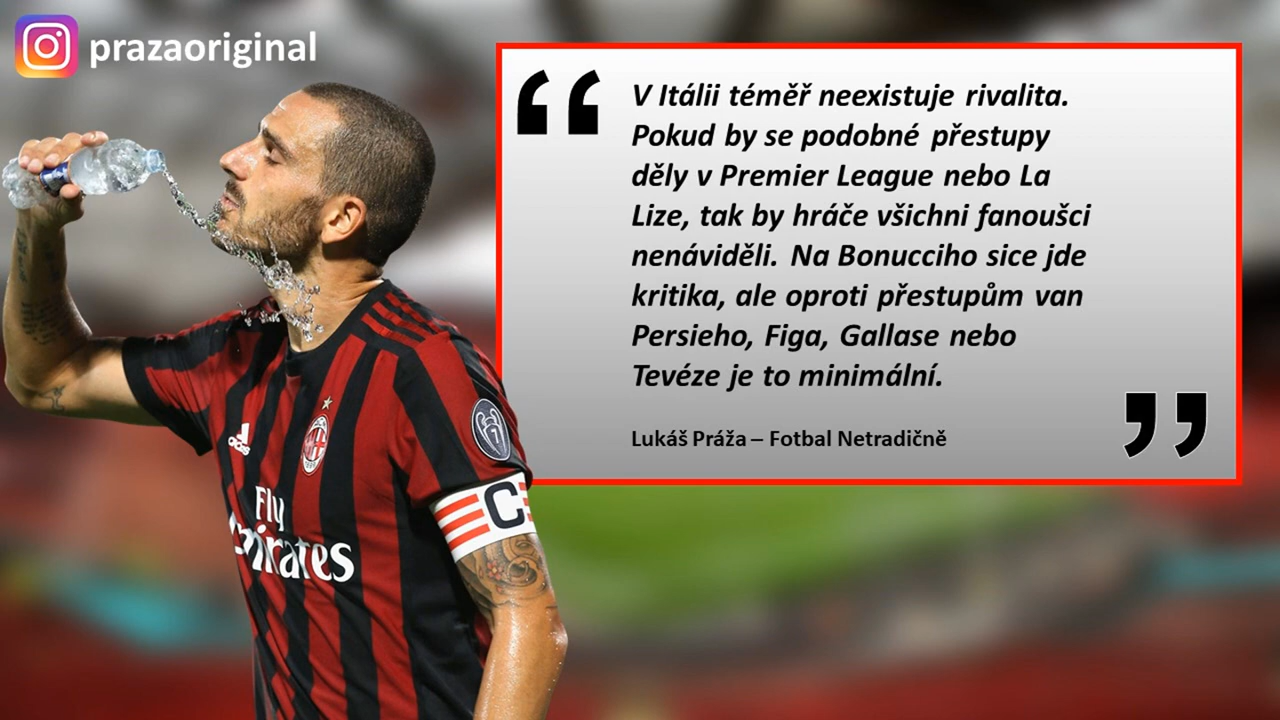 prazaoriginal
V Itálii téměř neexistuje rivalita.
Pokud by se podobné přestupy
děly v Premier League nebo La
Lize, tak by hráče všichni fanoušci
nenáviděli. Na Bonucciho sice jde
kritika, ale oproti přestupům van
Persieho, Figa, Gallase nebo
Tevéze je to minimální.
Lukáš Práža – Fotbal Netradičně
adidas
7
C
Fly
Emirates